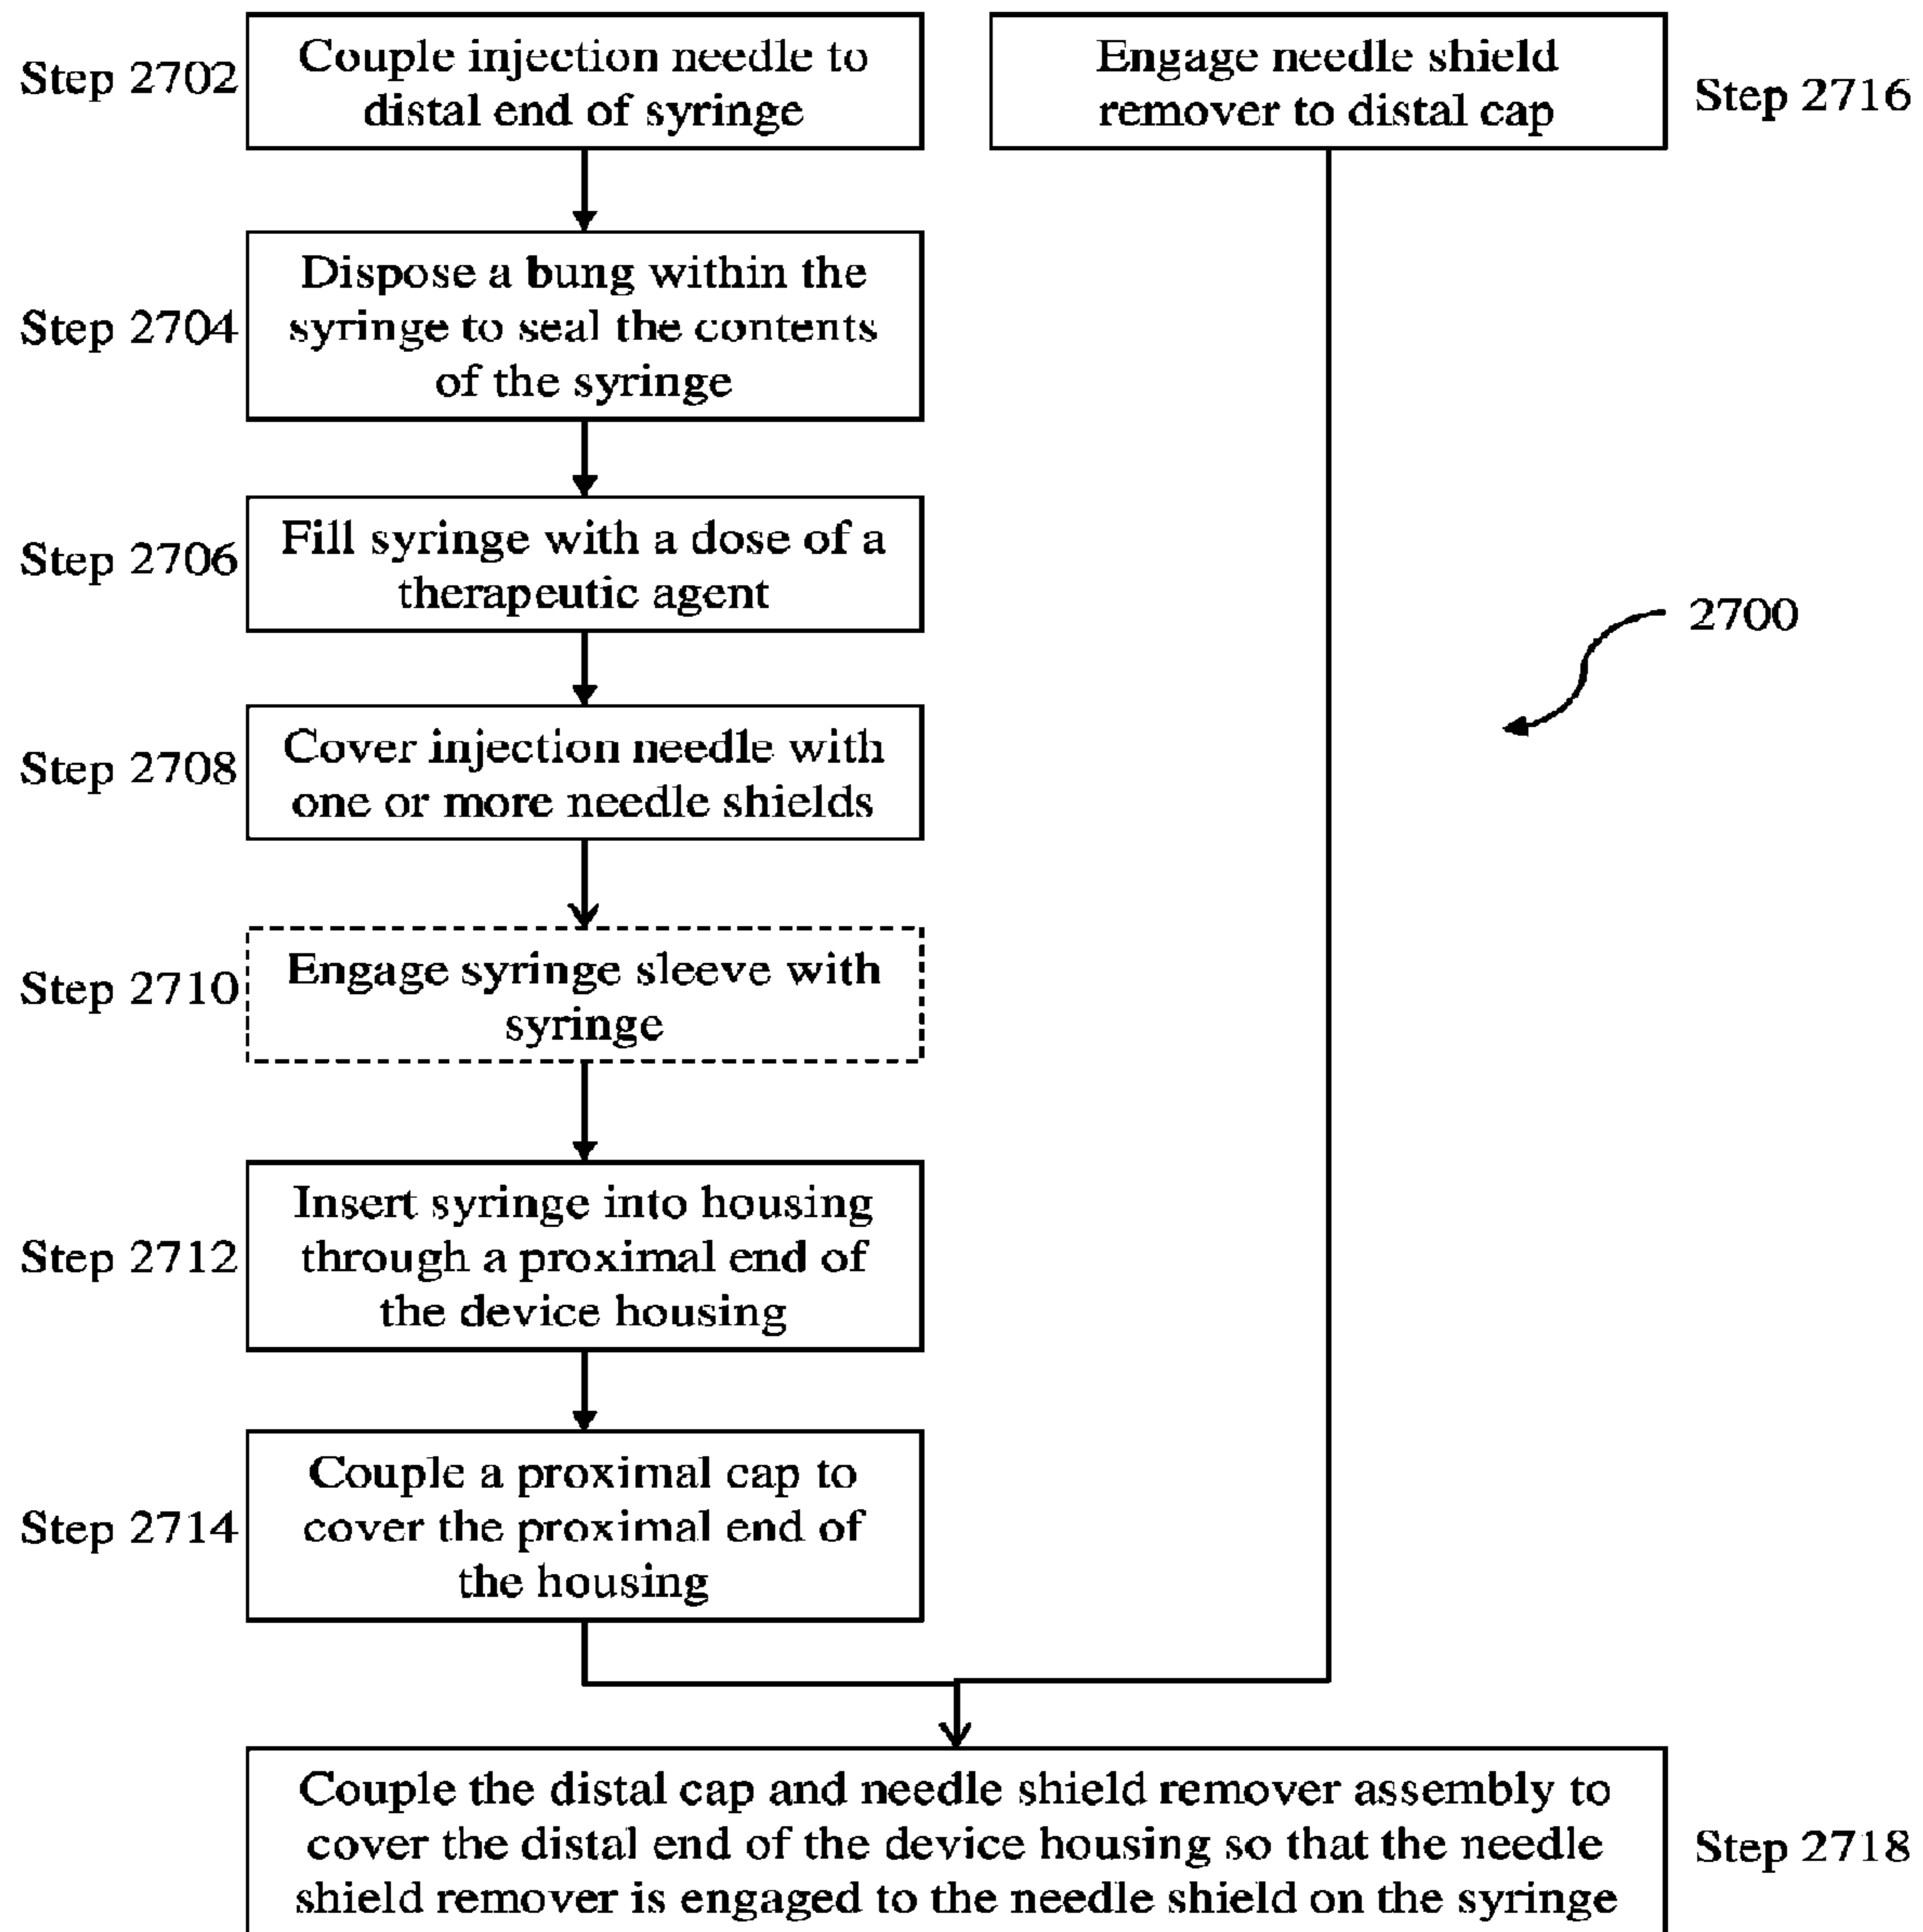 Step 2702
Couple injection needle to
distal end of syringe
Engage needle shield
remover to distal cap
Step 2716
Step 2704
Dispose a bung within the
syringe to seal the contents
of the syringe
Step 2706
Fill syringe with a dose of a
therapeutic agent
2700
Step 2708
Cover injection needle with
one or more needle shields
Step 2710
Engage syringe sleeve with
syringe
Step 2712
Insert syringe into housing
through a proximal end of
the device housing
Step 2714
Couple a proximal cap to
cover the proximal end of
the housing
Couple the distal cap and needle shield remover assembly to
cover the distal end of the device housing so that the needle
shield remover is engaged to the needle shield on the syringe
Step 2718